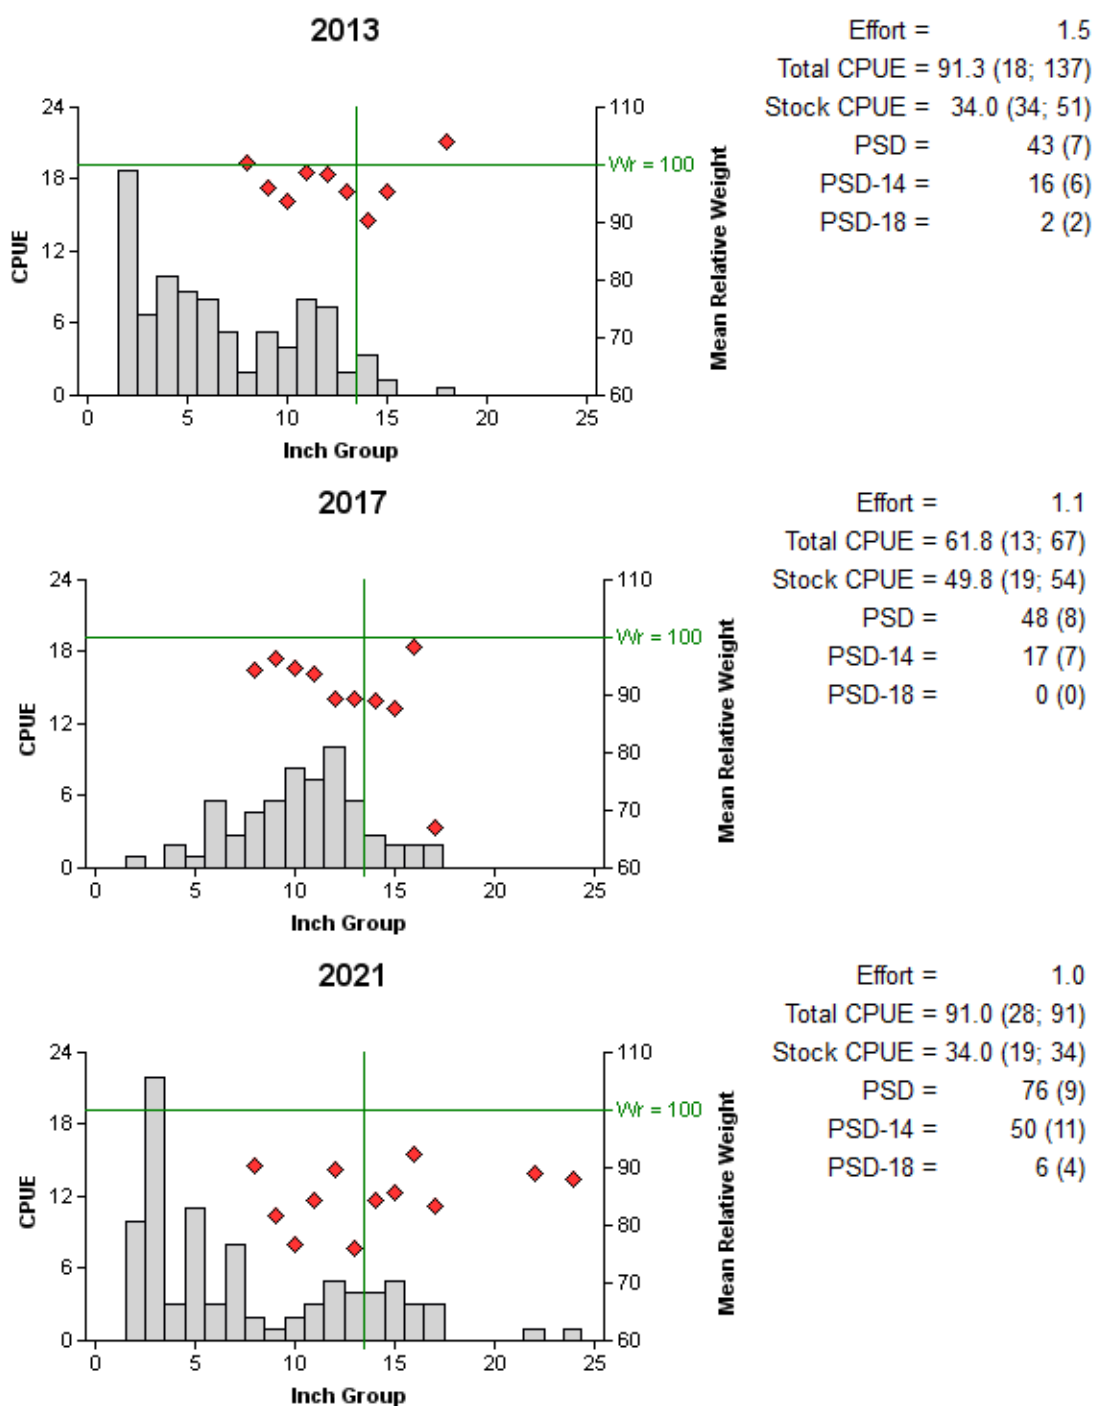 2013
Effort = 1.5
Total CPUE = 91.3 (18; 137)
Stock CPUE = 34.0 (34; 51)
PSD = 43 (7)
PSD-14 = 16 (6)
PSD-18 = 2 (2)
24
18
12
6
0
CPUE
110
Wr = 100
90
80
70
60
Mean Relative Weight
0 5 10 15 20 25
Inch Group
2017
Effort = 1.1
Total CPUE = 61.8 (13; 67)
Stock CPUE = 49.8 (19; 54)
PSD = 48 (8)
PSD-14 = 17 (7)
PSD-18 = 0 (0)
24
18
12
6
0
CPUE
110
Wr = 100
90
80
70
60
Mean Relative Weight
0 5 10 15 20 25
Inch Group
2021
Effort = 1.0
Total CPUE = 91.0 (28; 91)
Stock CPUE = 34.0 (19; 34)
PSD = 76 (9)
PSD-14 = 50 (11)
PSD-18 = 6 (4)
24
18
12
6
0
CPUE
110
Wr = 100
90
80
70
60
Mean Relative Weight
0 5 10 15 20 25
Inch Group